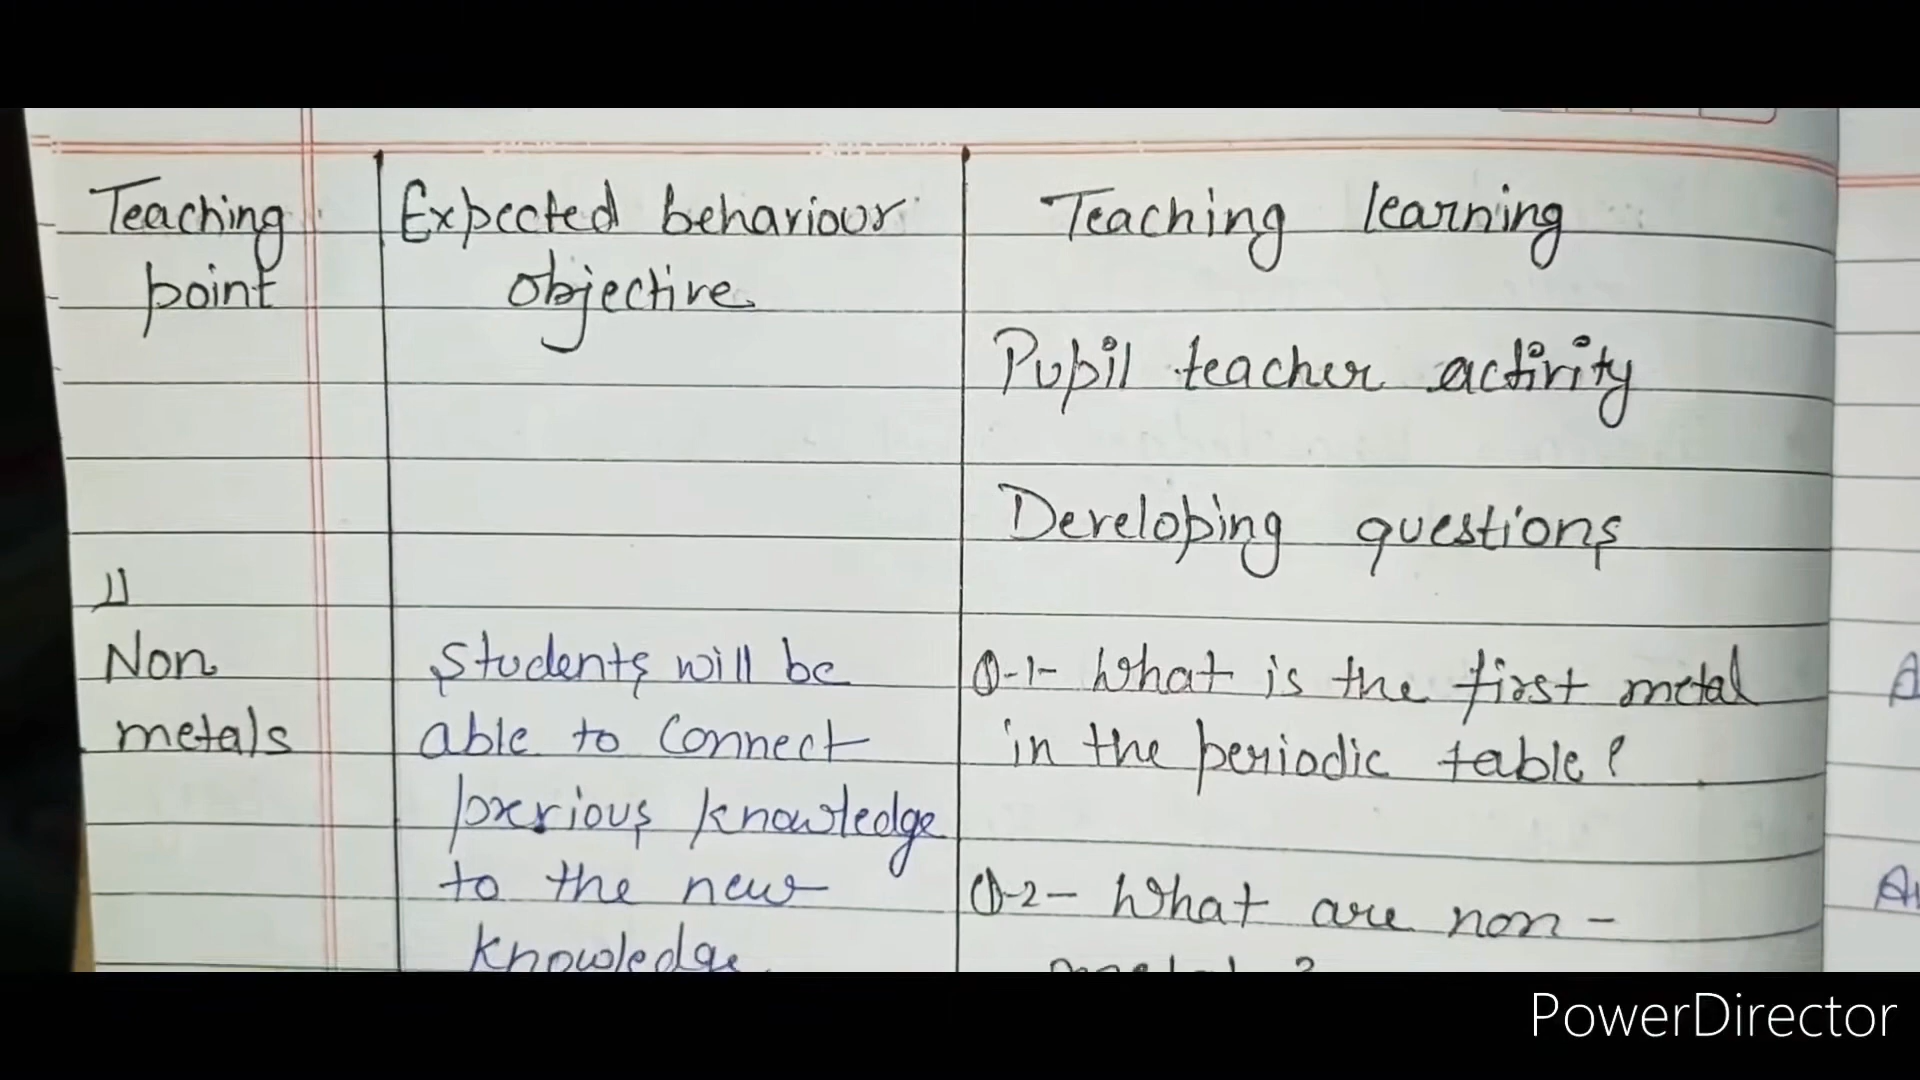 Teaching
point
Expected behaviour
objective
Teaching learning
Pupil teacher activity
Developing questions
1)
Non
metals
Students will be
able to connect
previous knowledge
to the new
knowledge.
Q-1- What is the first metal
in the periodic table?
Q-2- What are non-
PowerDirector